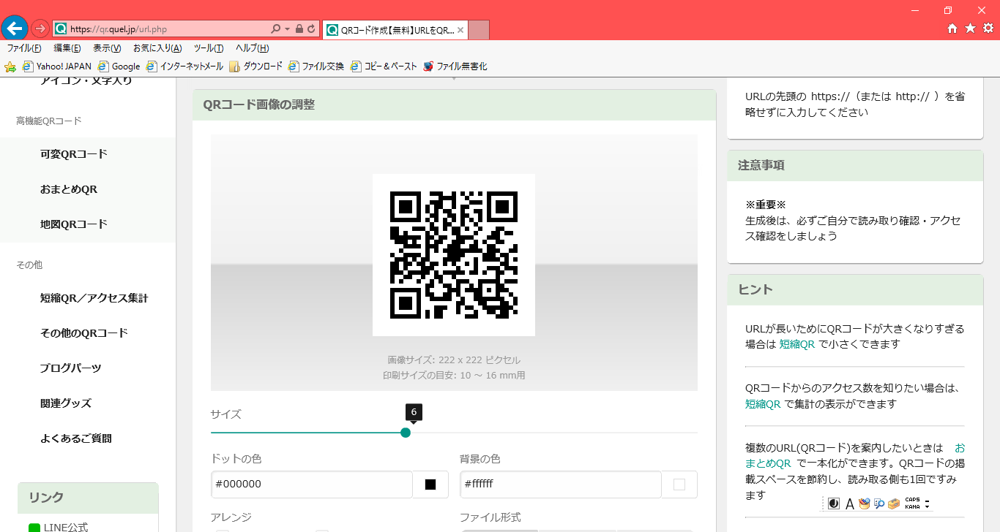 https://qr.quel.jp/url.php
QRコード作成【無料】URLをQR...
ファイル(F) 編集(E) 表示(V) お気に入り(A) ツール(T) ヘルプ(H)
Yahoo! JAPAN Google インターネットメール ダウンロード ファイル交換 コピー＆ペースト ファイル無害化
アイコン・文字入り
高機能QRコード
可変QRコード
おまとめQR
地図QRコード
その他
短縮QR／アクセス集計
その他のQRコード
ブログパーツ
関連グッズ
よくあるご質問
リンク
LINE公式
QRコード画像の調整
画像サイズ: 222 x 222 ピクセル
印刷サイズの目安: 10 ～ 16 mm用
サイズ
6
ドットの色
#000000
背景の色
#ffffff
アレンジ
ファイル形式
URLの先頭の https://（または http:// ）を省
略せずに入力してください
注意事項
※重要※
生成後は、必ずご自分で読み取り確認・アクセ
ス確認をしましょう
ヒント
URLが長いためにQRコードが大きくなりすぎる
場合は 短縮QR で小さくできます
QRコードからのアクセス数を知りたい場合は、
短縮QR で集計の表示ができます
複数のURL(QRコード)を案内したいときは お
まとめQR で一本化ができます。QRコードの掲
載スペースを節約し、読み取る側も1回ですみ
ます
A
CAPS
KANA